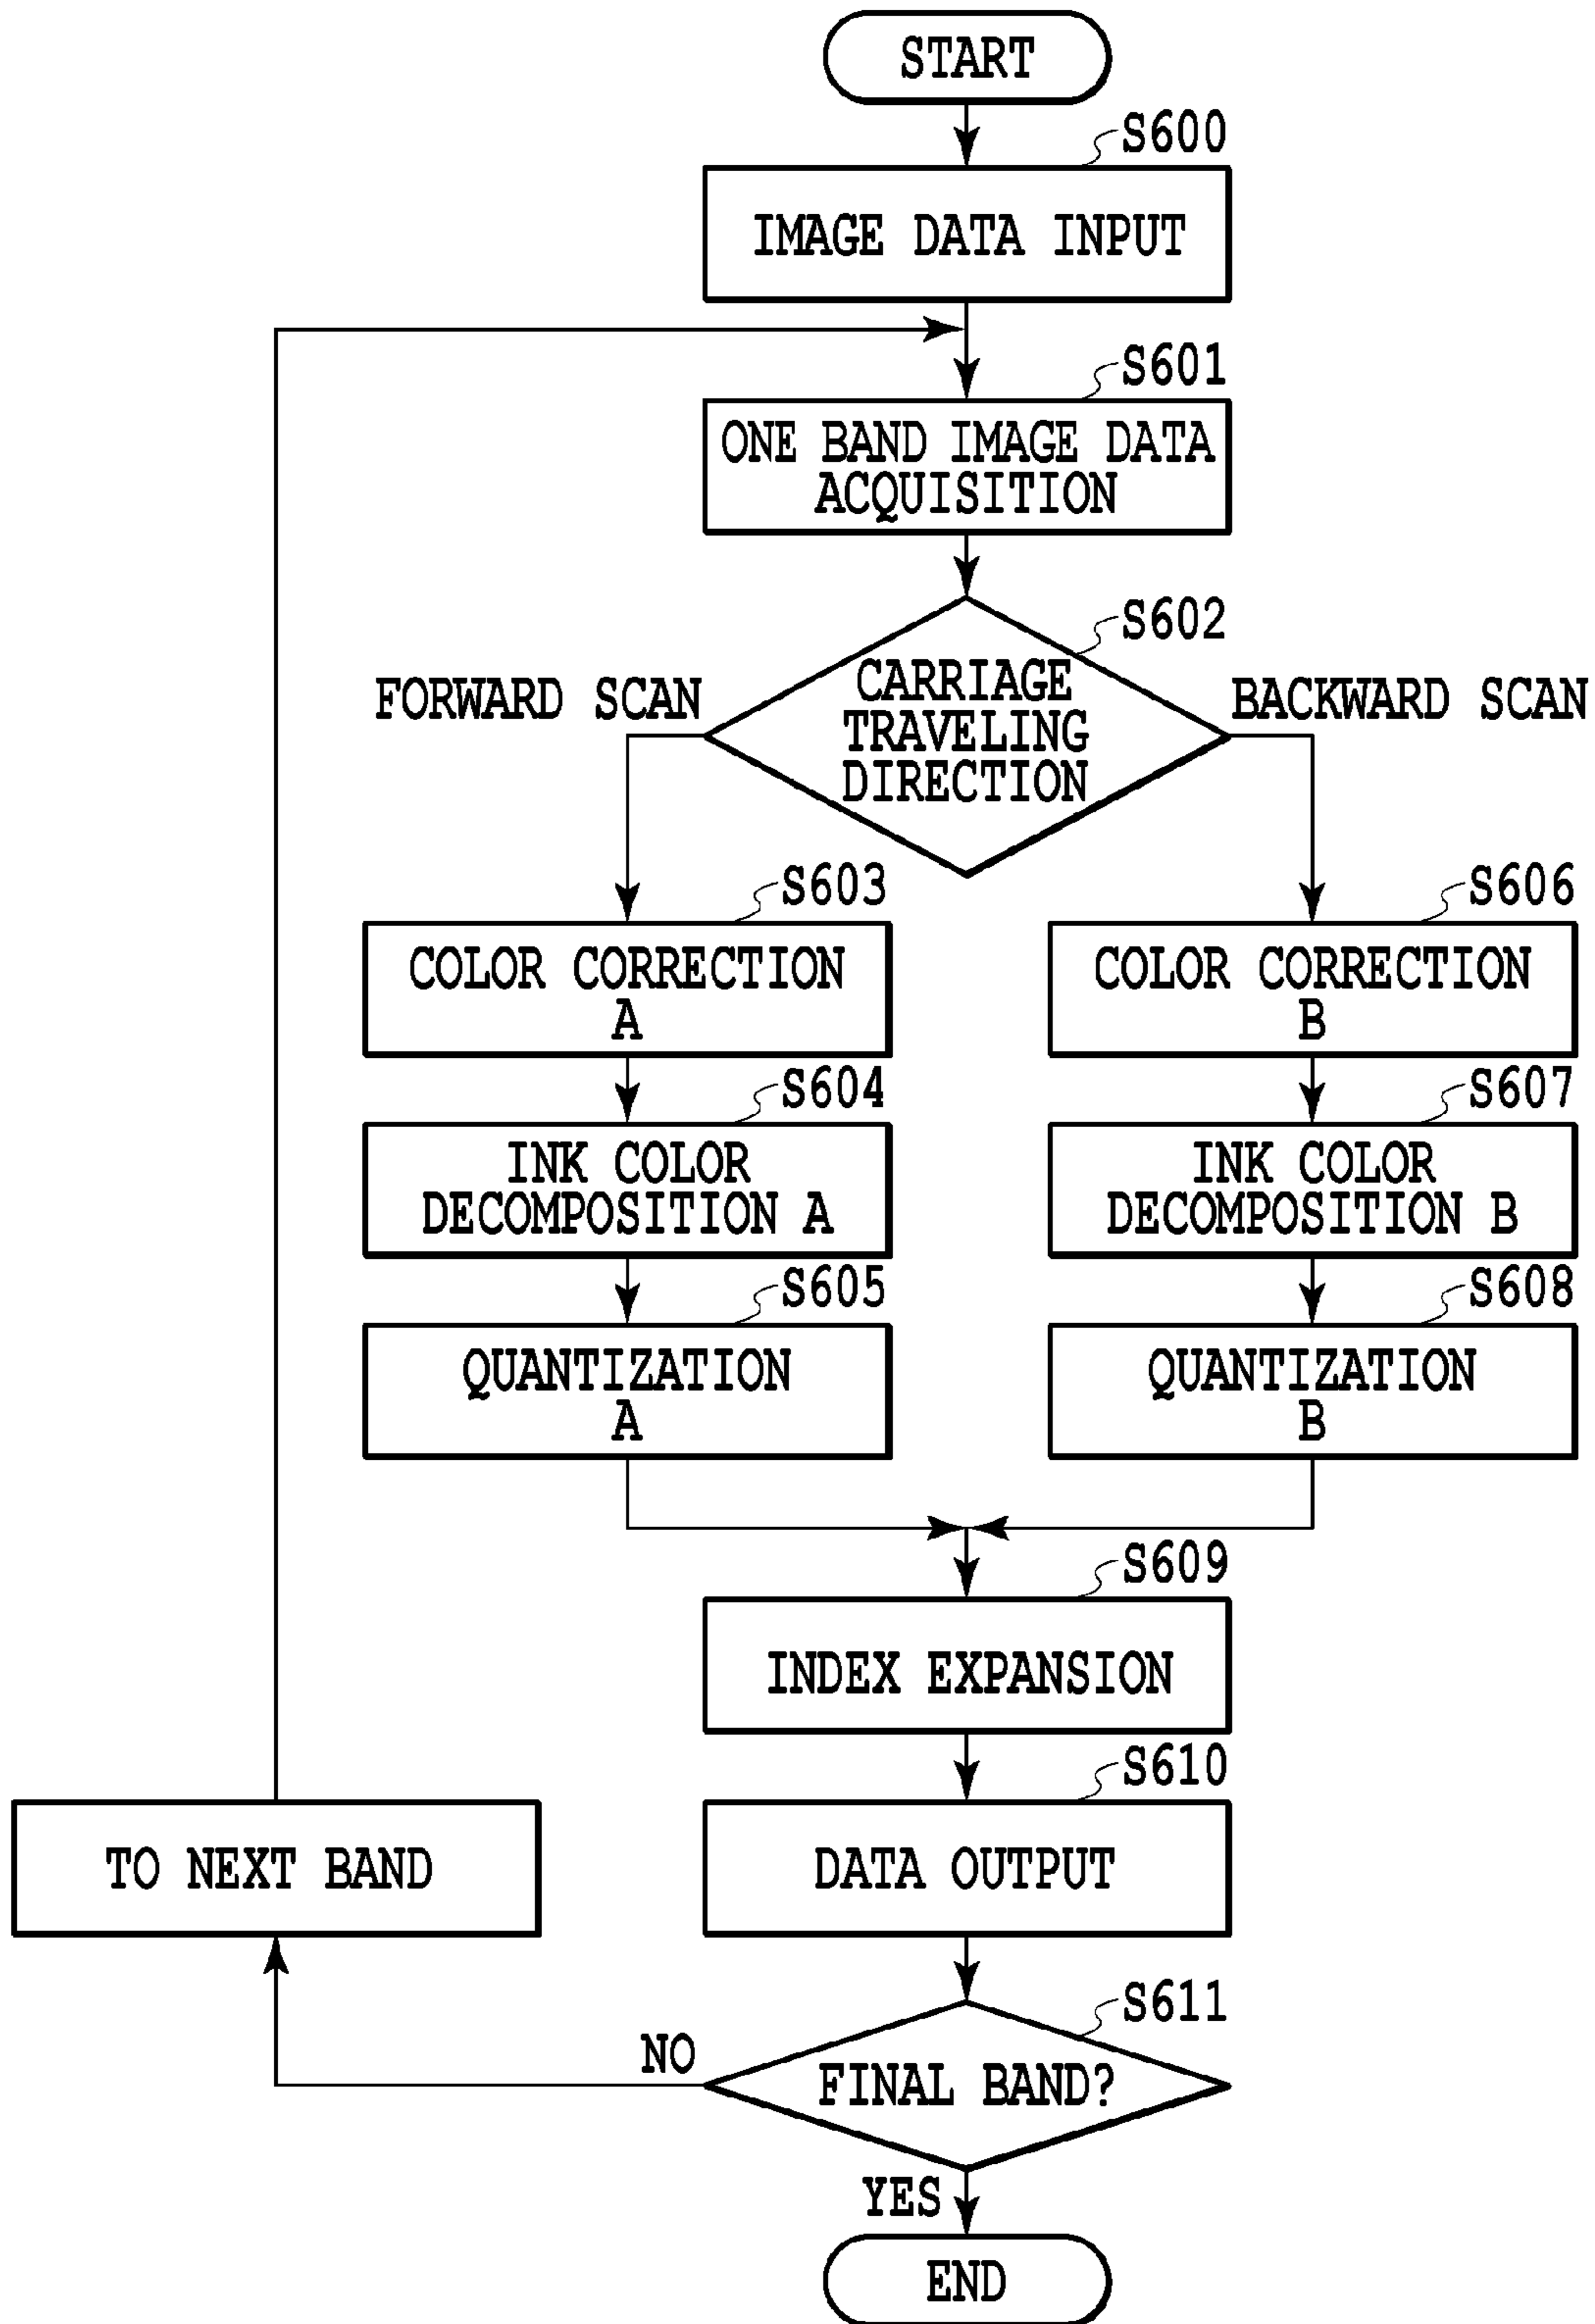 START
S600
IMAGE DATA INPUT
S601
ONE BAND IMAGE DATA
ACQUISITION
S602
FORWARD SCAN
CARRIAGE
TRAVELING
DIRECTION
BACKWARD SCAN
S603
COLOR CORRECTION
A
S606
COLOR CORRECTION
B
S604
INK COLOR
DECOMPOSITION A
S607
INK COLOR
DECOMPOSITION B
S605
QUANTIZATION
A
S608
QUANTIZATION
B
S609
INDEX EXPANSION
S610
TO NEXT BAND
DATA OUTPUT
S611
NO
FINAL BAND?
YES
END